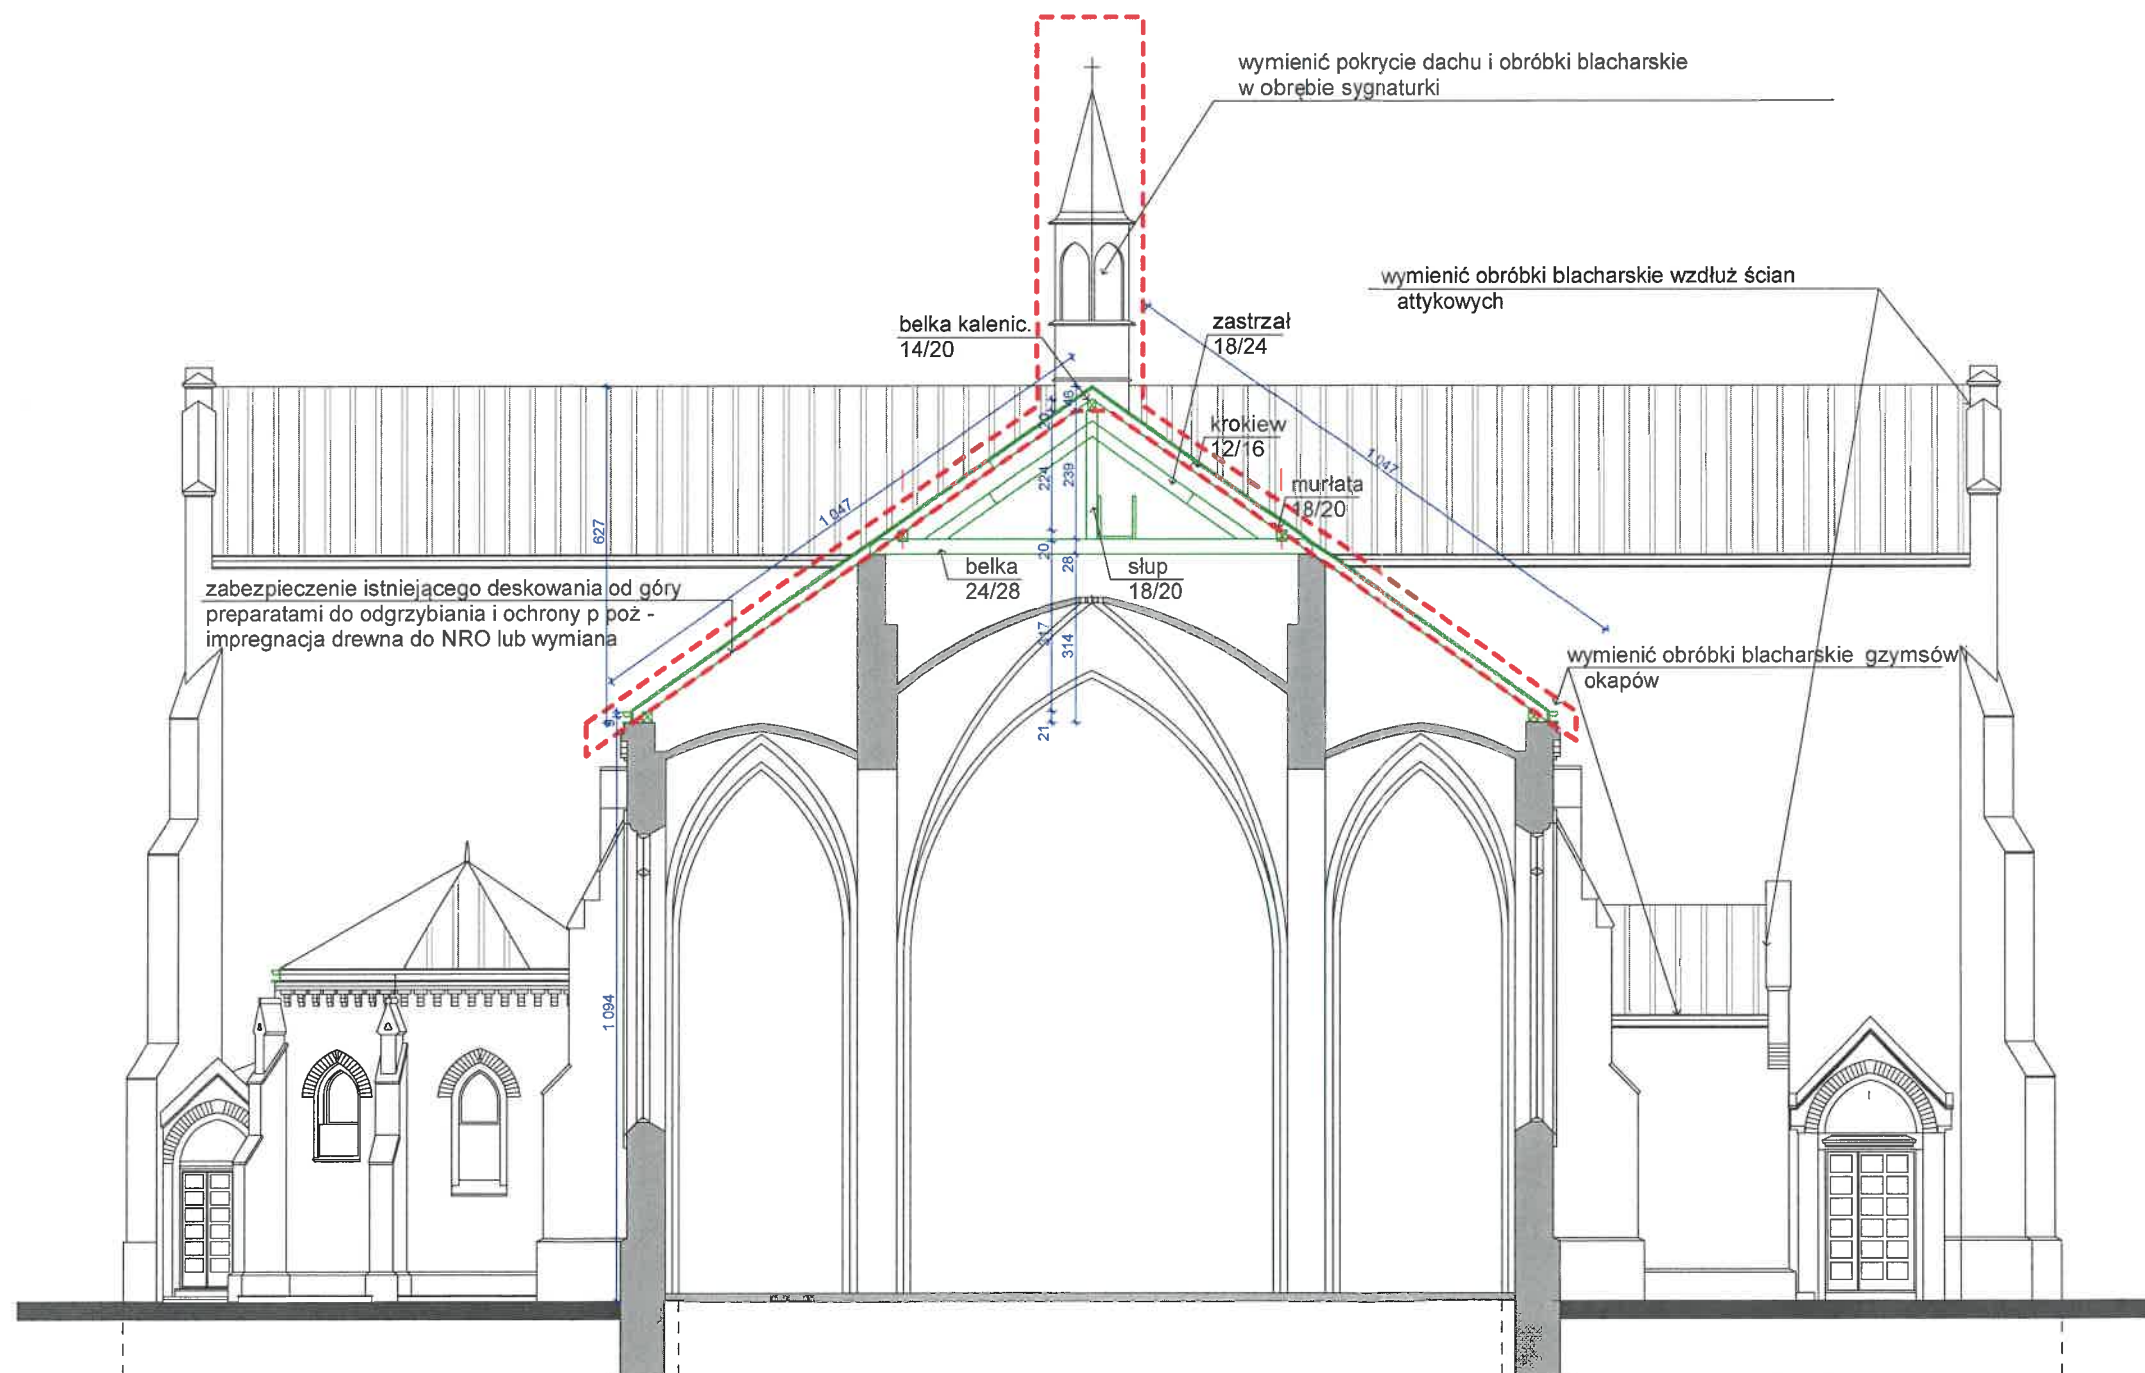 wymienić pokrycie dachu i obróbki blacharskie
w obrębie sygnaturki
wymienić obróbki blacharskie wzdłuż ścian
attykowych
belka kalenic.
14/20
zastrzał
18/24
krokiew
12/16
murłata
18/20
1 047
1 047
627
46
20
224
239
20
28
belka
24/28
słup
18/20
zabezpieczenie istniejącego deskowania od góry
preparatami do odgrzybiania i ochrony p poż -
impregnacja drewna do NRO lub wymiana
314
21
wymienić obróbki blacharskie gzymsów
okapów
1 094